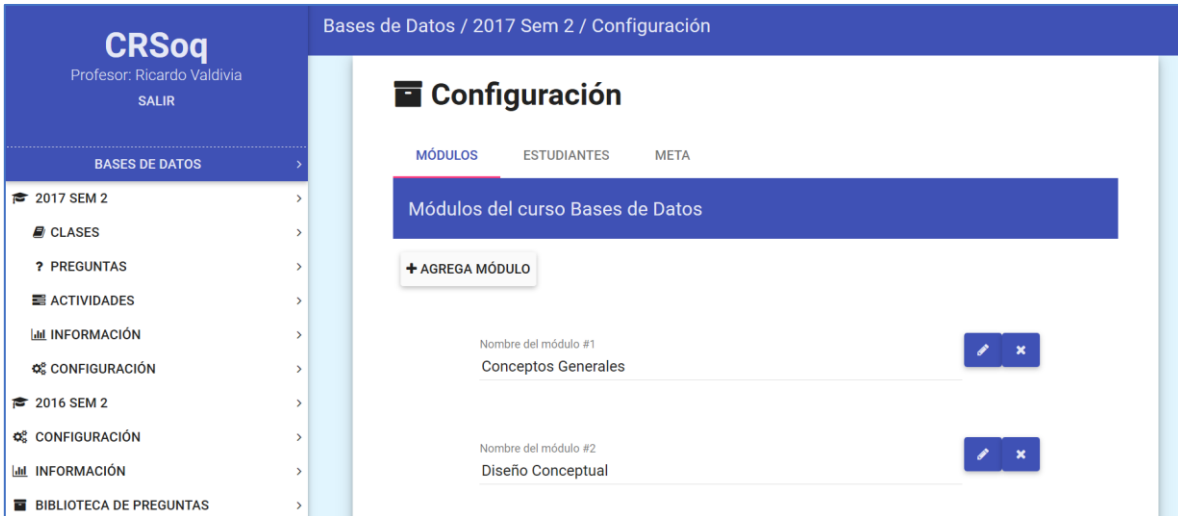 CRSoq
Profesor: Ricardo Valdivia
SALIR
BASES DE DATOS
2017 SEM 2
CLASES
? PREGUNTAS
ACTIVIDADES
INFORMACIÓN
CONFIGURACIÓN
2016 SEM 2
CONFIGURACIÓN
INFORMACIÓN
BIBLIOTECA DE PREGUNTAS
Bases de Datos / 2017 Sem 2 / Configuración
Configuración
MÓDULOS ESTUDIANTES META
Módulos del curso Bases de Datos
+ AGREGA MÓDULO
Nombre del módulo #1
Conceptos Generales
Nombre del módulo #2
Diseño Conceptual